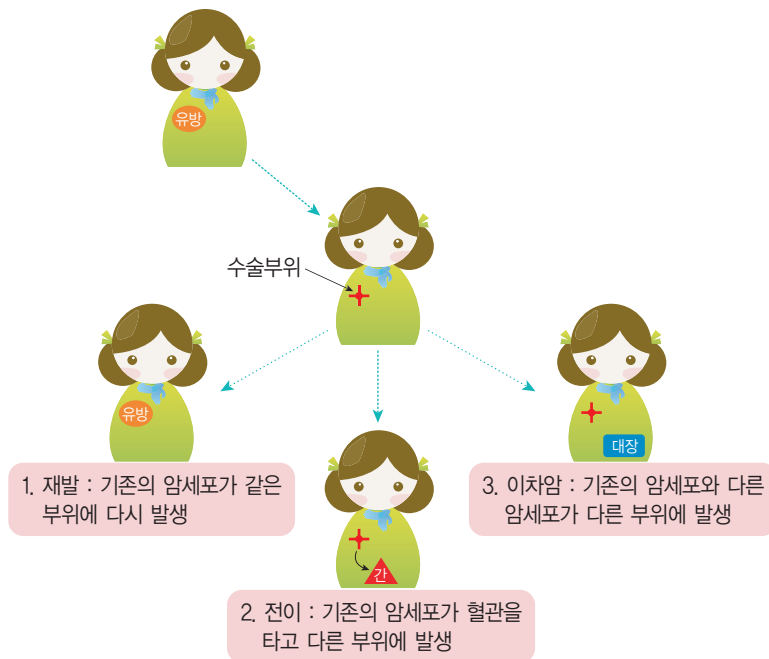 유방
수술부위
유방
대장
1. 재발 : 기존의 암세포가 같은
부위에 다시 발생
3. 이차암 : 기존의 암세포와 다른
암세포가 다른 부위에 발생
간
2. 전이 : 기존의 암세포가 혈관을
타고 다른 부위에 발생